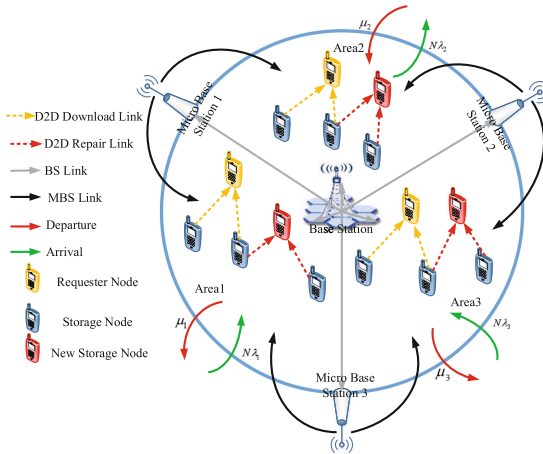 D2D Download Link
D2D Repair Link
BS Link
MBS Link
Departure
Arrival
Requester Node
Storage Node
New Storage Node
μ₂
Nλ₂
Area2
Micro Base
Station 1
Micro Base
Station 2
Base Station
Area1
μ₁
Nλ₁
Area3
Nλ₃
μ₃
Micro Base
Station 3